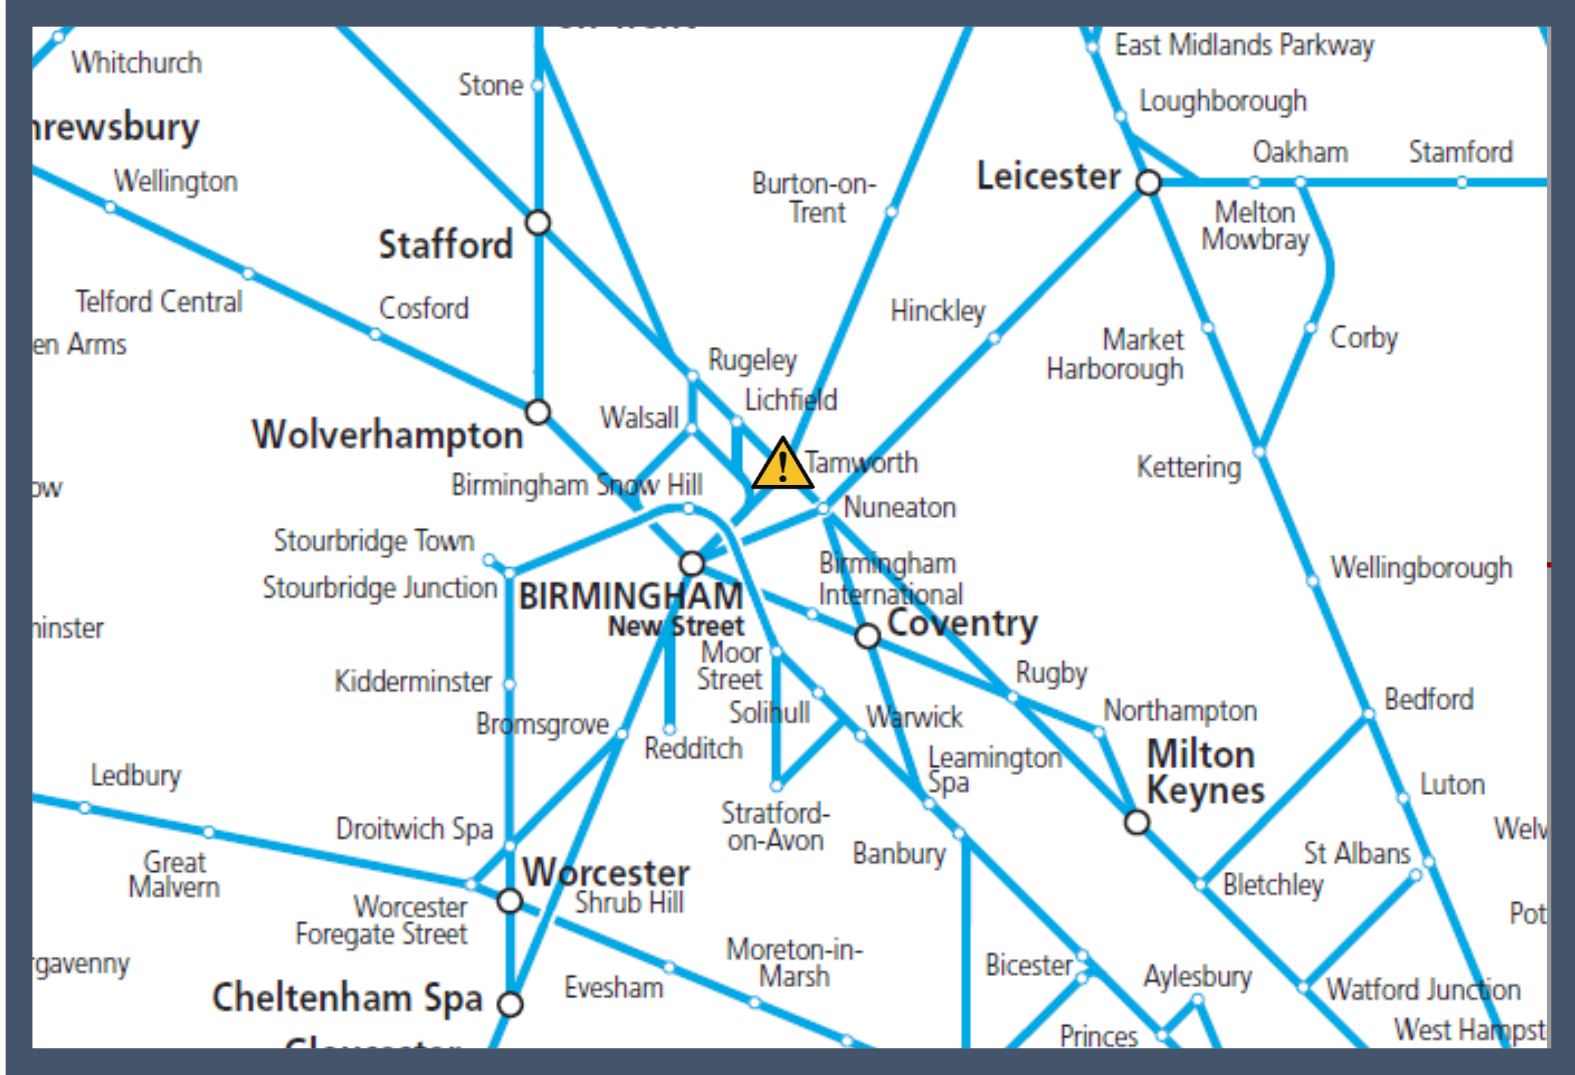 Whitchurch
Stone
East Midlands Parkway
Loughborough
Wellington
Burton-on-
Trent
Leicester
Oakham
Stamford
Melton
Mowbray
Stafford
Telford Central
Cosford
Hinckley
Market
Harborough
Corby
Arms
Rugeley
Lichfield
Walsall
Wolverhampton
Tamworth
Kettering
Birmingham Snow Hill
Nuneaton
Stourbridge Town
Stourbridge Junction
BIRMINGHAM
New Street
Birmingham
International
Coventry
Wellingborough
Moor
Street
Rugby
Kidderminster
Bromsgrove
Redditch
Solihull
Warwick
Northampton
Bedford
Leamington
Spa
Milton
Keynes
Ledbury
Luton
Great
Malvern
Droitwich Spa
Stratford-
on-Avon
Banbury
St Albans
Bletchley
Worcester
Shrub Hill
Worcester
Foregate Street
Moreton-in-
Marsh
Evesham
Bicester
Aylesbury
Cheltenham Spa
Watford Junction
Princes
West